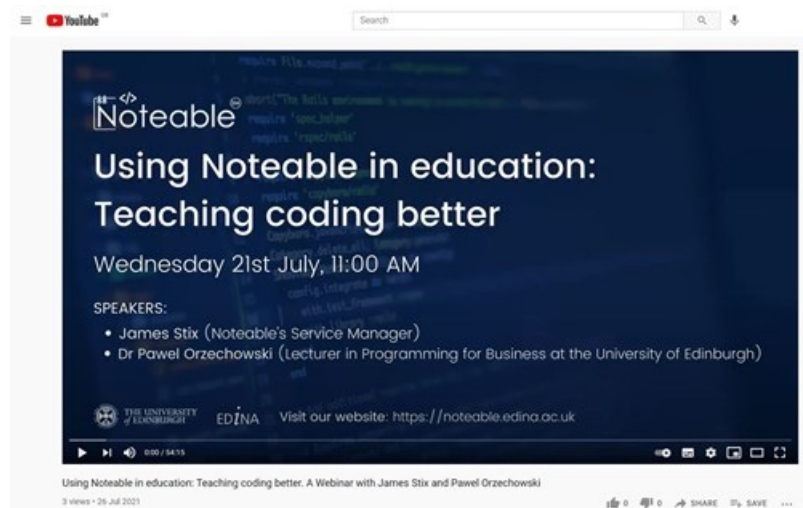 YouTube GB
Search
Noteable
Using Noteable in education:
Teaching coding better
Wednesday 21st July, 11:00 AM
SPEAKERS:
• James Stix (Noteable's Service Manager)
• Dr Pawel Orzechowski (Lecturer in Programming for Business at the University of Edinburgh)
THE UNIVERSITY
of EDINBURGH
EDINA
Visit our website: https://noteable.edina.ac.uk
0:00 / 54:15
Using Noteable in education: Teaching coding better. A Webinar with James Stix and Pawel Orzechowski
3 views • 26 Jul 2021
0
0
SHARE
SAVE